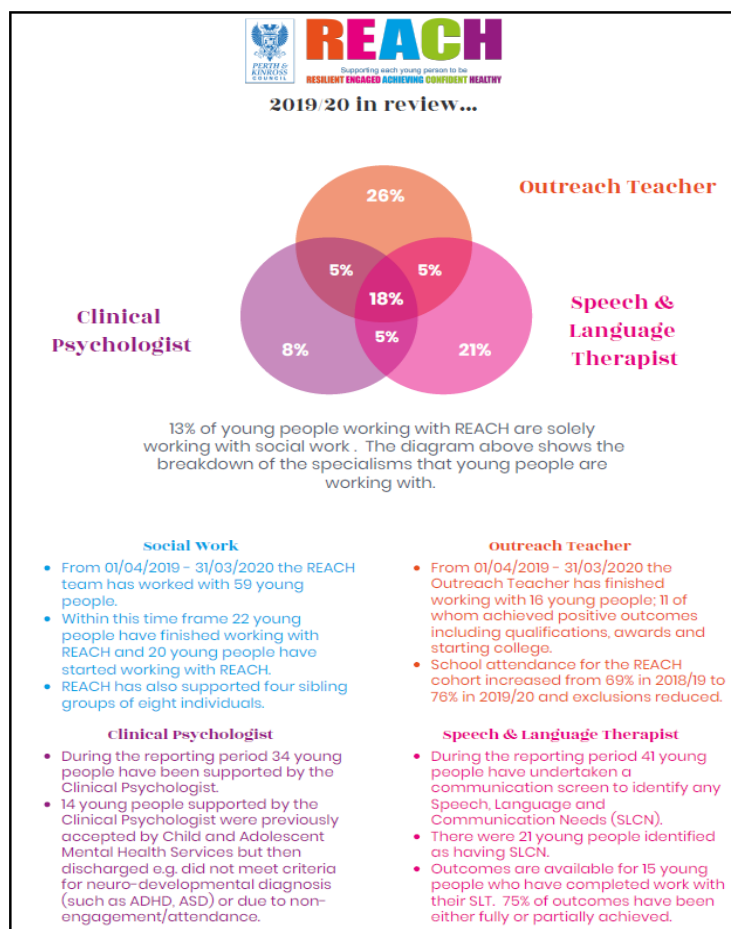 PERTH &
KINROSS
COUNCIL
REACH
Supporting each young person to be
RESILIENT ENGAGED ACHIEVING CONFIDENT HEALTHY
2019/20 in review...
26%
Outreach Teacher
5%
5%
18%
Clinical
Psychologist
Speech &
Language
Therapist
8%
5%
21%
13% of young people working with REACH are solely
working with social work . The diagram above shows the
breakdown of the specialisms that young people are
working with.
Social Work
• From 01/04/2019 - 31/03/2020 the REACH
team has worked with 59 young
people.
• Within this time frame 22 young
people have finished working with
REACH and 20 young people have
started working with REACH.
• REACH has also supported four sibling
groups of eight individuals.
Outreach Teacher
• From 01/04/2019 - 31/03/2020 the
Outreach Teacher has finished
working with 16 young people; 11 of
whom achieved positive outcomes
including qualifications, awards and
starting college.
• School attendance for the REACH
cohort increased from 69% in 2018/19 to
76% in 2019/20 and exclusions reduced.
Clinical Psychologist
• During the reporting period 34 young
people have been supported by the
Clinical Psychologist.
• 14 young people supported by the
Clinical Psychologist were previously
accepted by Child and Adolescent
Mental Health Services but then
discharged e.g. did not meet criteria
for neuro-developmental diagnosis
(such as ADHD, ASD) or due to non-
engagement/attendance.
Speech & Language Therapist
• During the reporting period 41 young
people have undertaken a
communication screen to identify any
Speech, Language and
Communication Needs (SLCN).
• There were 21 young people identified
as having SLCN.
• Outcomes are available for 15 young
people who have completed work with
their SLT. 75% of outcomes have been
either fully or partially achieved.